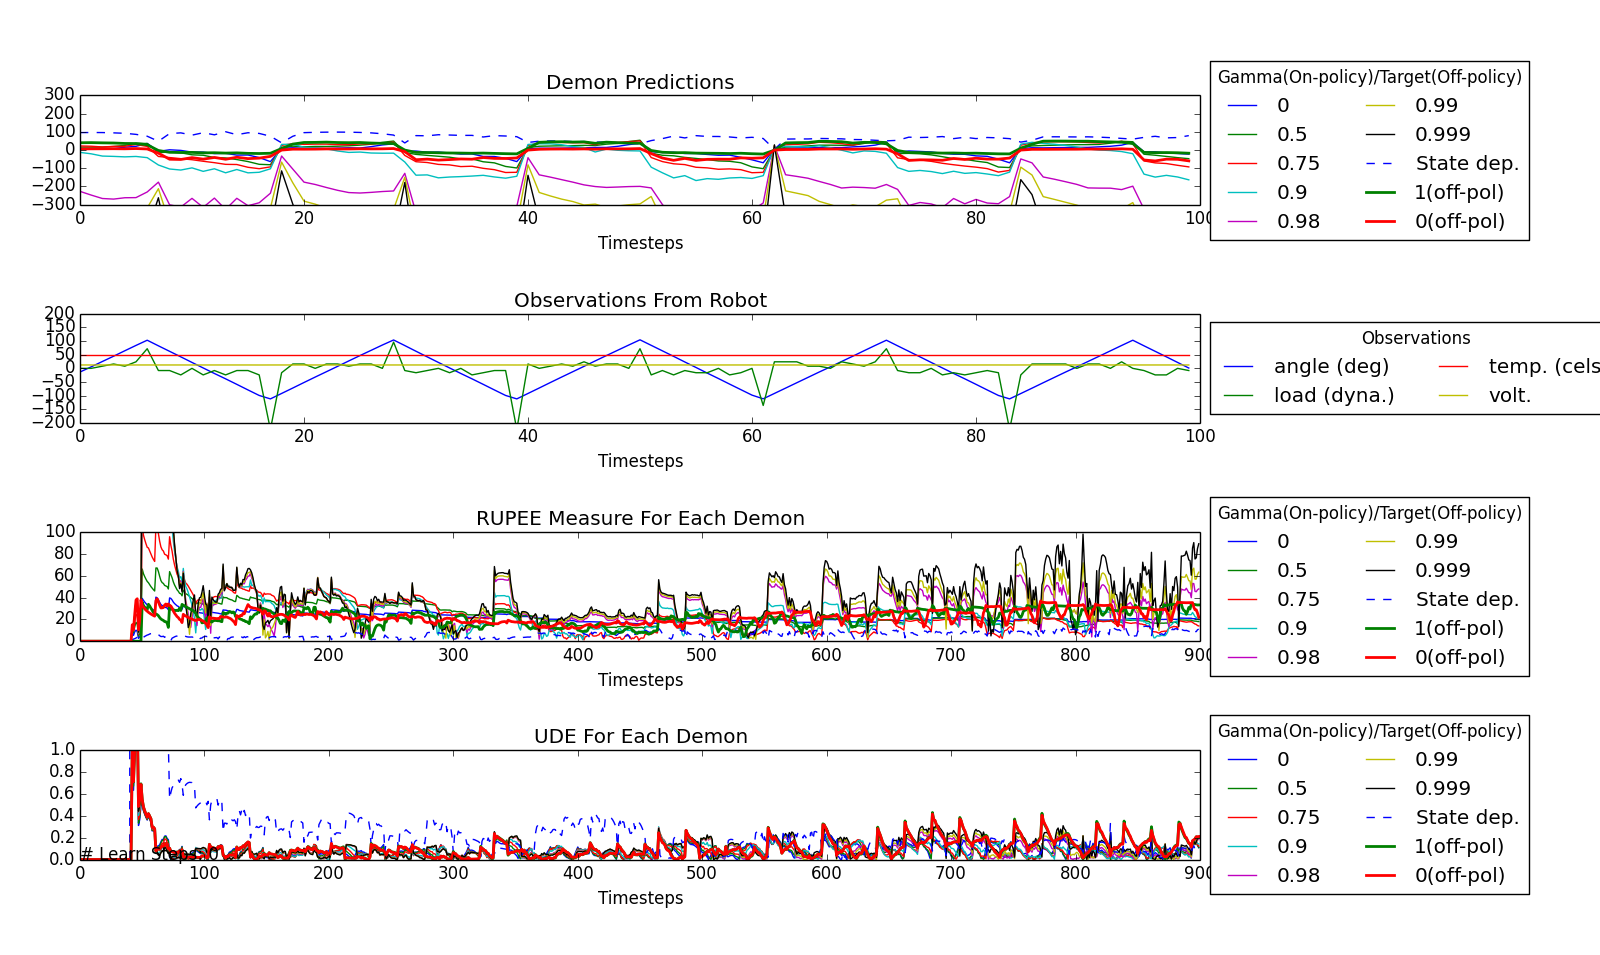 Demon Predictions
300
200
100
0
−100
−200
−300
0 20 40 60 80 100
Timesteps
Gamma(On-policy)/Target(Off-policy)
0 0.99
0.5 0.999
0.75 State dep.
0.9 1(off-pol)
0.98 0(off-pol)
Observations From Robot
200
150
100
50
0
−50
−100
−150
−200
0 20 40 60 80 100
Timesteps
Observations
angle (deg) temp. (cels
load (dyna.) volt.
RUPEE Measure For Each Demon
100
80
60
40
20
0
0 100 200 300 400 500 600 700 800 900
Timesteps
Gamma(On-policy)/Target(Off-policy)
0 0.99
0.5 0.999
0.75 State dep.
0.9 1(off-pol)
0.98 0(off-pol)
UDE For Each Demon
1.0
0.8
0.6
0.4
0.2
0.0
# Learn Steps:0
0 100 200 300 400 500 600 700 800 900
Timesteps
Gamma(On-policy)/Target(Off-policy)
0 0.99
0.5 0.999
0.75 State dep.
0.9 1(off-pol)
0.98 0(off-pol)